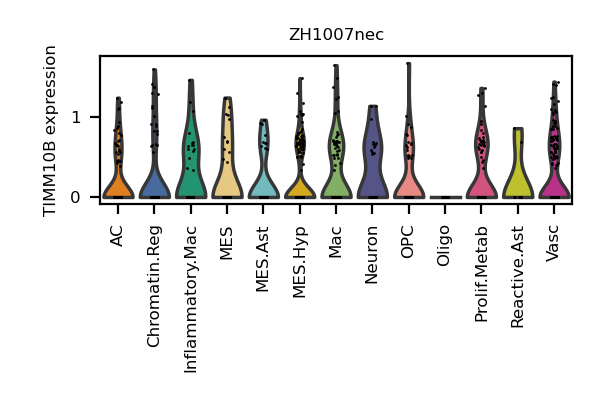 ZH1007nec
TIMM10B expression
1
0
AC
Chromatin.Reg
Inflammatory.Mac
MES
MES.Ast
MES.Hyp
Mac
Neuron
OPC
Oligo
Prolif.Metab
Reactive.Ast
Vasc